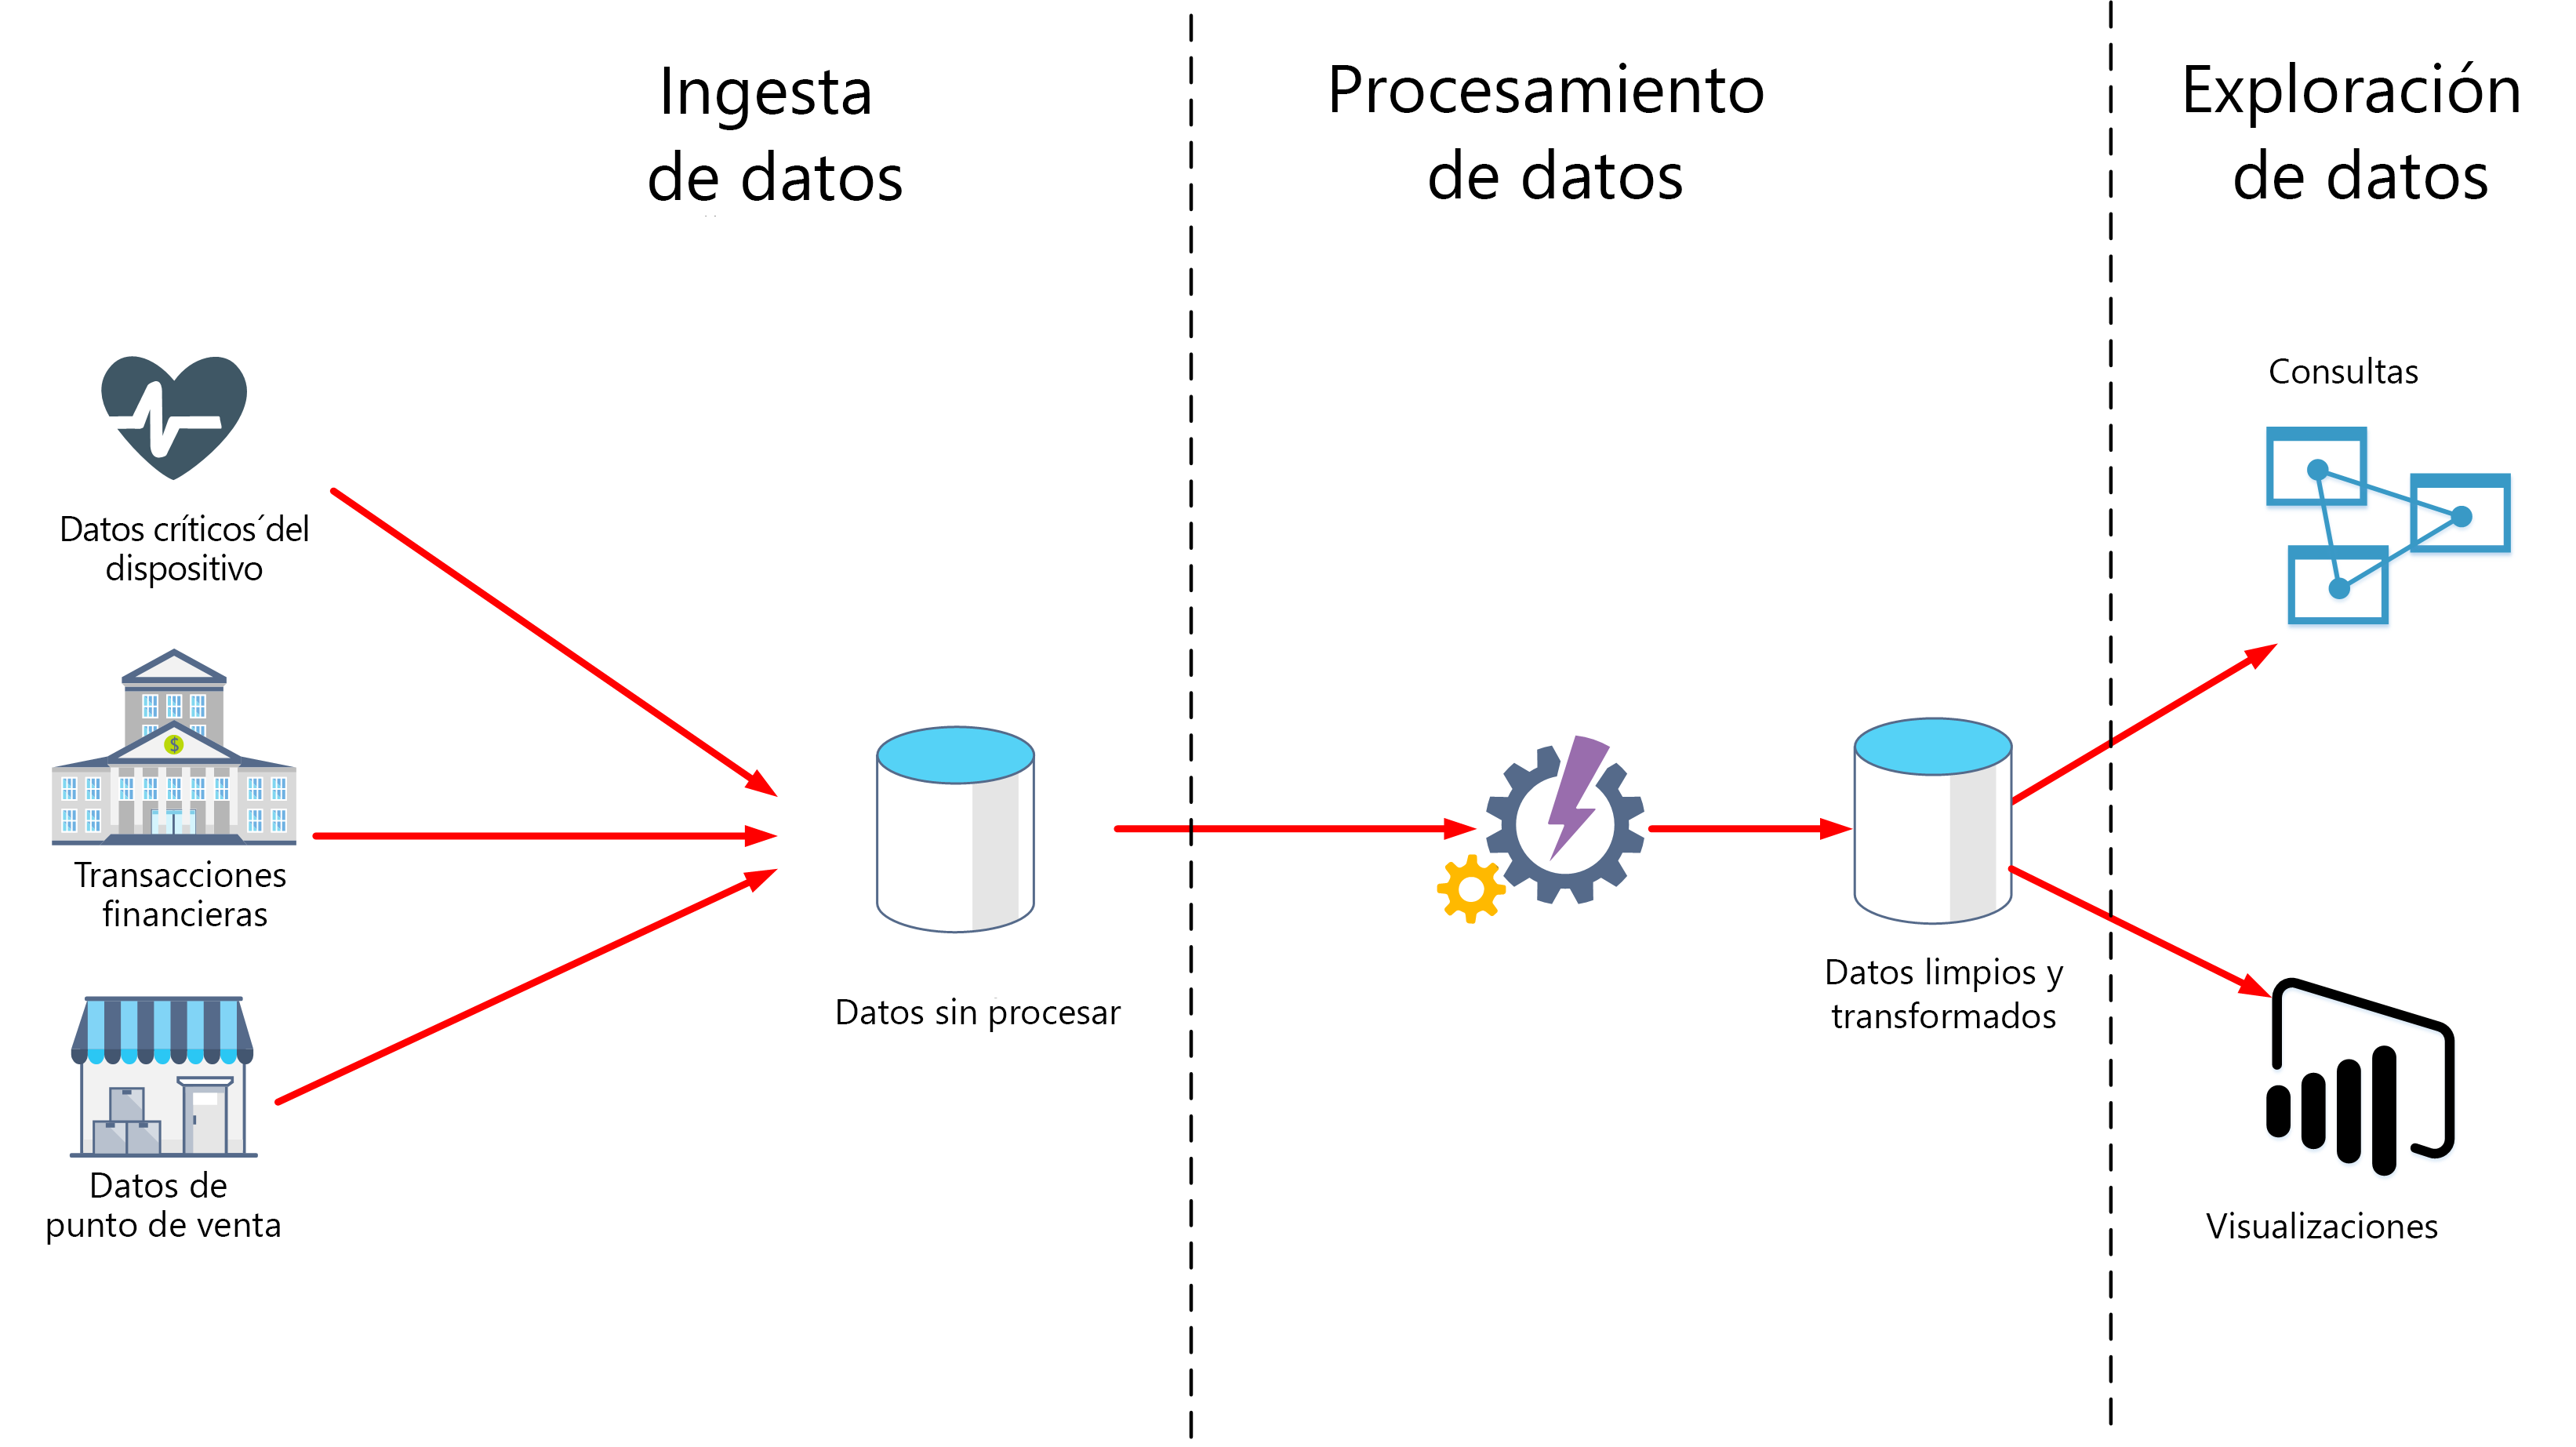 Ingesta
de datos
Procesamiento
de datos
Exploración
de datos
Datos críticos´del
dispositivo
Transacciones
financieras
Datos de
punto de venta
$
Datos sin procesar
Datos limpios y
transformados
Consultas
Visualizaciones